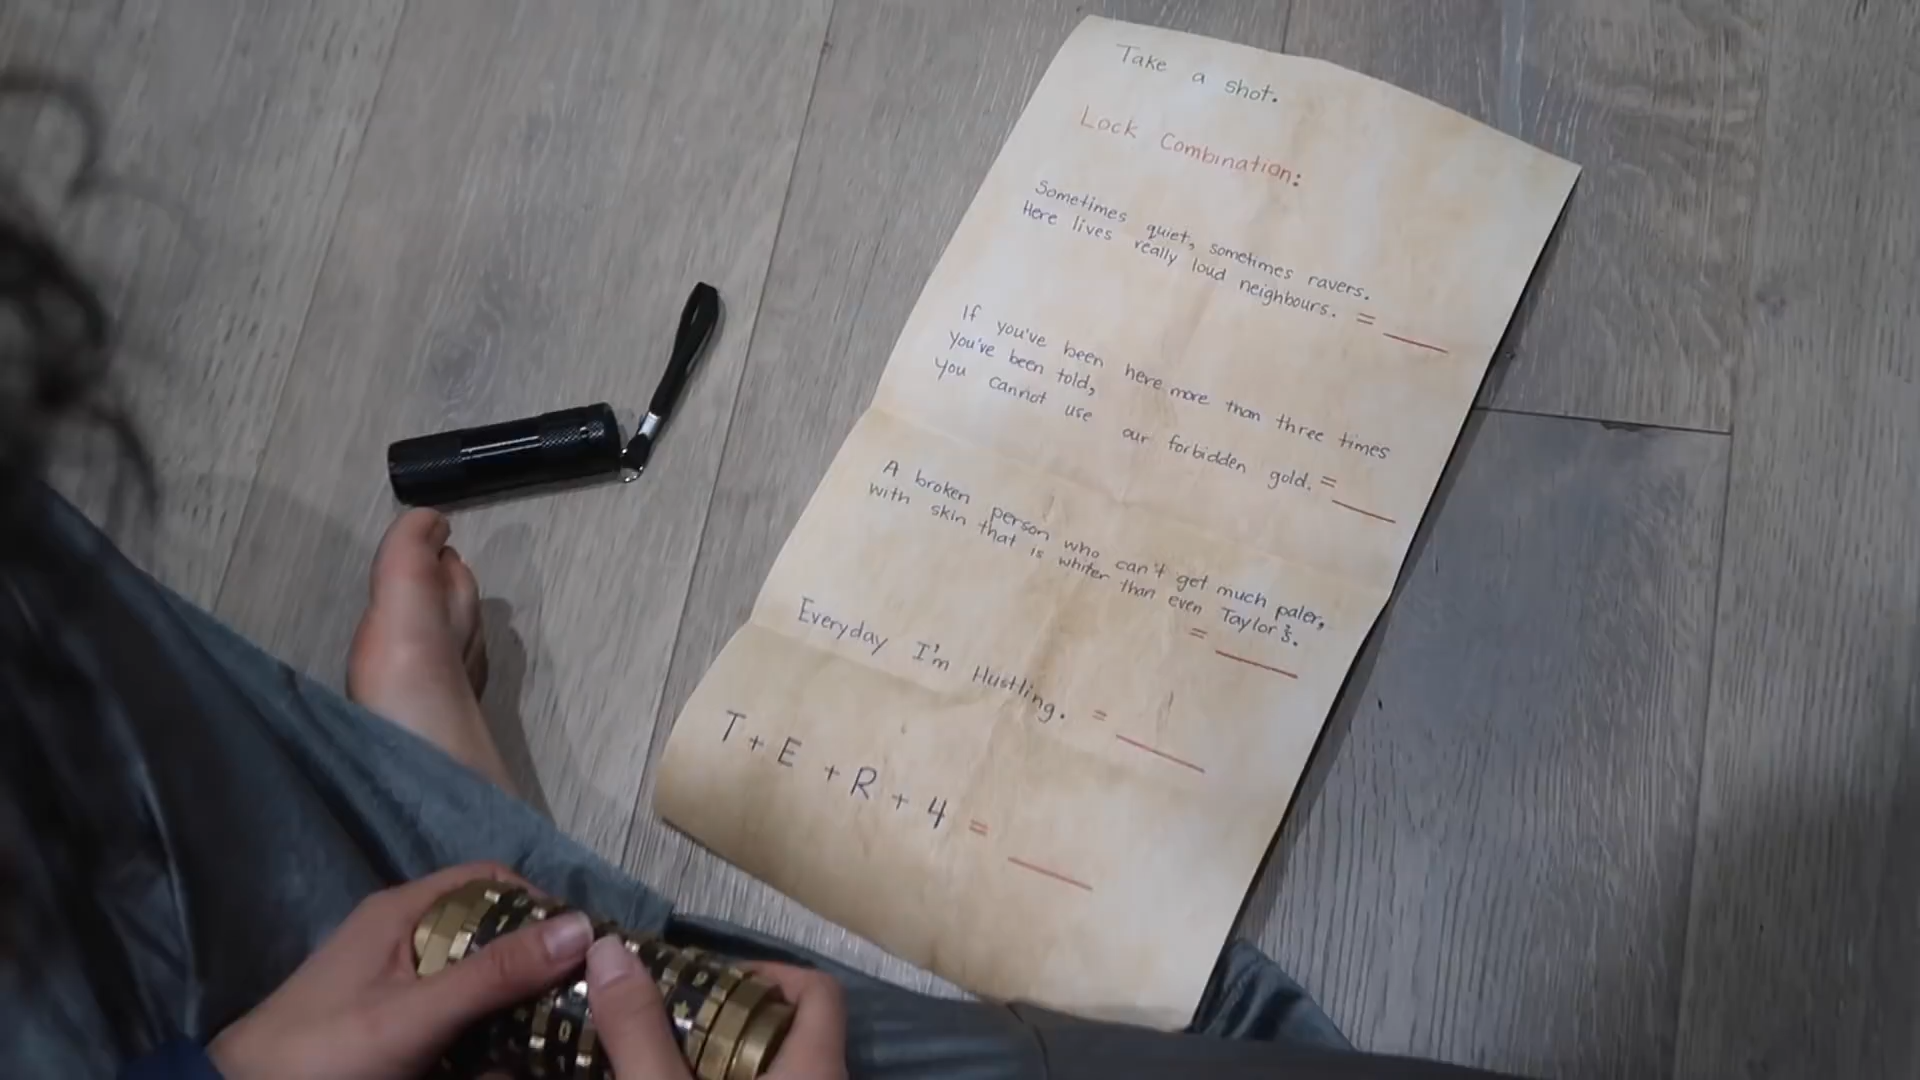 Take a shot.
Lock Combination:
Sometimes quiet, sometimes ravers.
Here lives really loud neighbours. = ___
If you've been here more than three times
you've been told,
you cannot use our forbidden gold. = ___
A broken person who can't get much paler,
with skin that is whiter than even Taylor's.
= ___
Everyday I'm Hustling. = ___
T + E + R + 4 = ___